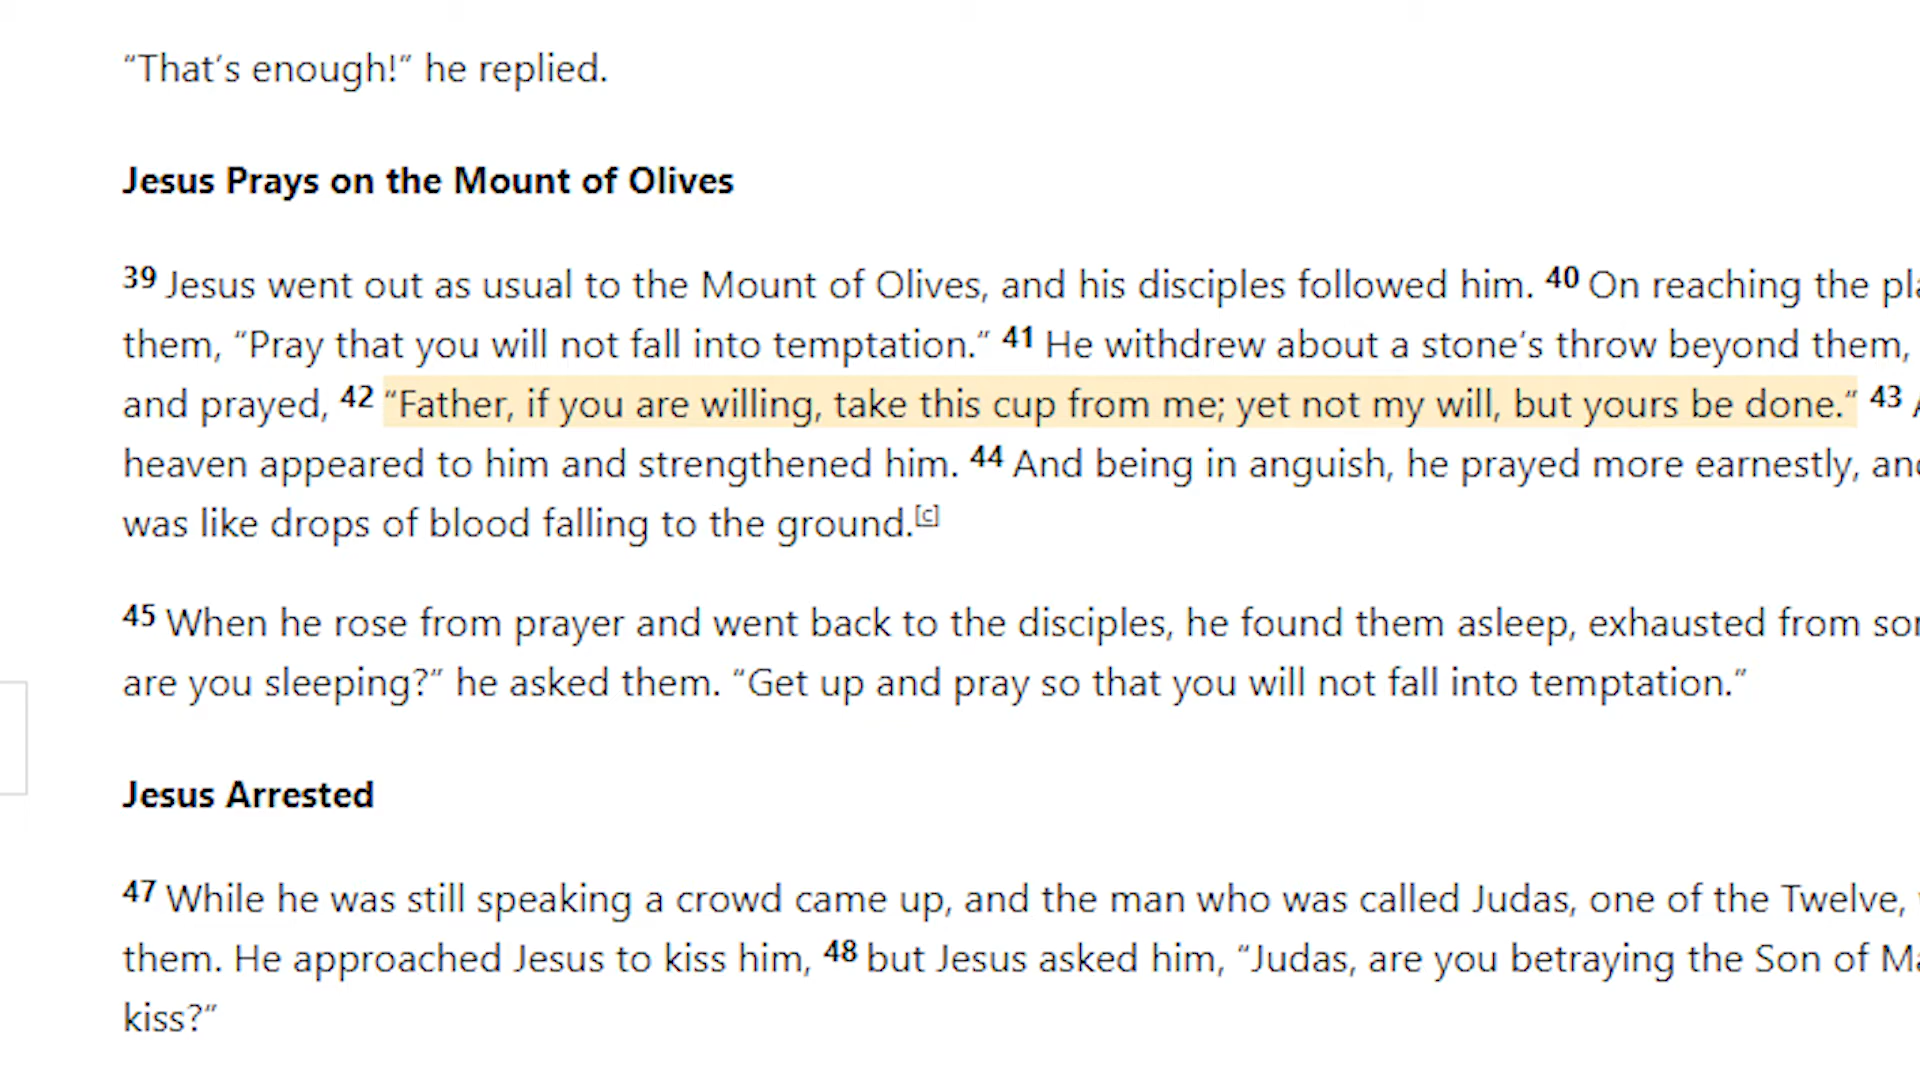 “That’s enough!” he replied.
Jesus Prays on the Mount of Olives
39 Jesus went out as usual to the Mount of Olives, and his disciples followed him. 40 On reaching the
them, “Pray that you will not fall into temptation.” 41 He withdrew about a stone’s throw beyond them,
and prayed, 42 “Father, if you are willing, take this cup from me; yet not my will, but yours be done.” 43
heaven appeared to him and strengthened him. 44 And being in anguish, he prayed more earnestly,
was like drops of blood falling to the ground.[c]
45 When he rose from prayer and went back to the disciples, he found them asleep, exhausted from
are you sleeping?” he asked them. “Get up and pray so that you will not fall into temptation.”
Jesus Arrested
47 While he was still speaking a crowd came up, and the man who was called Judas, one of the Twelve,
them. He approached Jesus to kiss him, 48 but Jesus asked him, “Judas, are you betraying the Son of
kiss?”